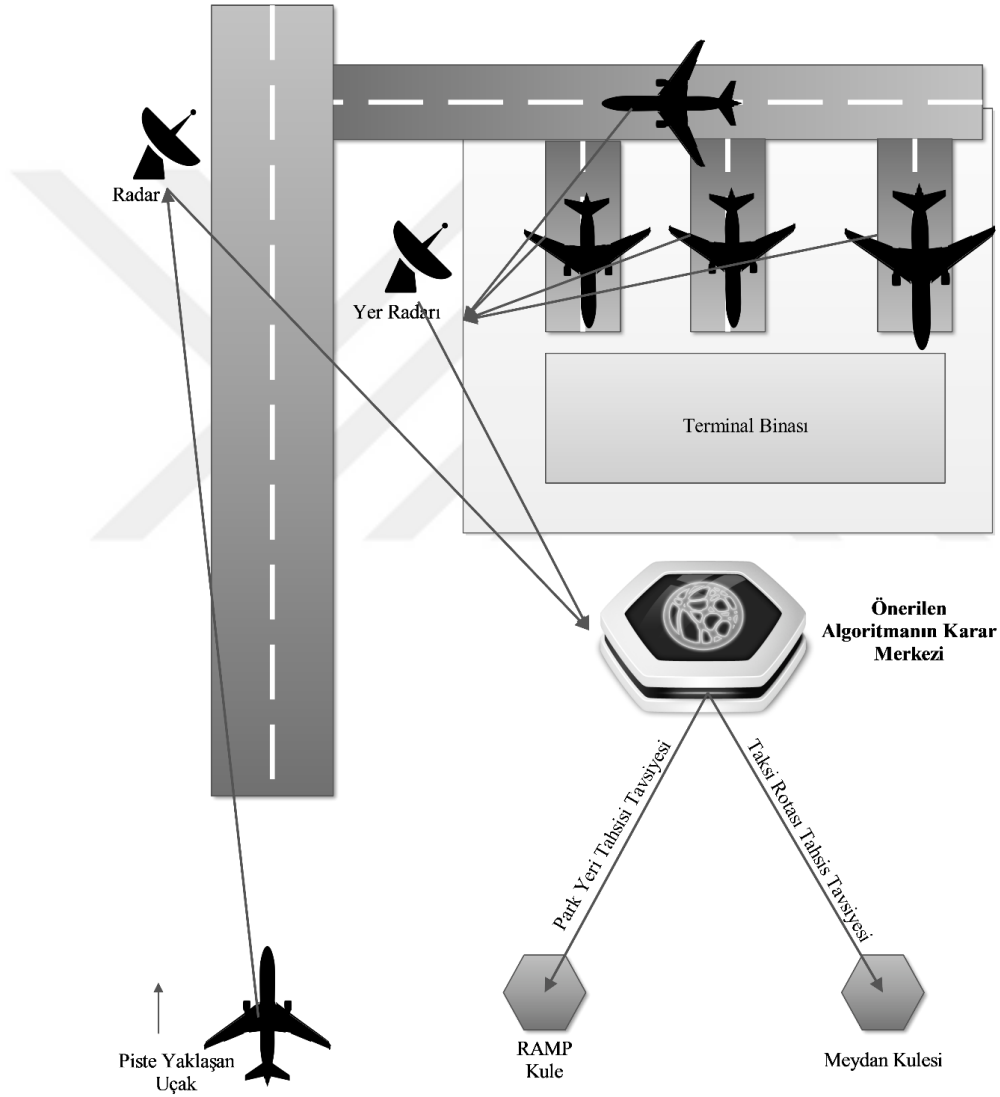 Radar
Yer Radarı
Terminal Binası
Önerilen
Algoritmanın Karar
Merkezi
Park Yeri Tahsisi Tavsiyesi
Taksi Rotası Tahsis Tavsiyesi
Piste Yaklaşan
Uçak
RAMP
Kule
Meydan Kulesi